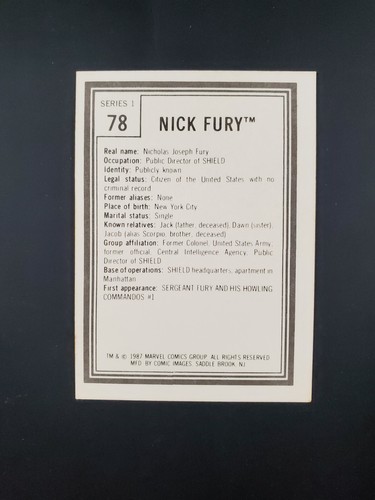 SERIES I
78
NICK FURY™
Real name: Nicholas Joseph Fury
Occupation: Public Director of SHIELD
Identity: Publicly known
Legal status: Citizen of the United States with no
criminal record
Former aliases: None
Place of birth: New York City
Marital status: Single
Known relatives: Jack (father, deceased) Dawn (sister),
Jacob (alias Scorpio, brother, deceased)
Group affiliation: Former Colonel, United States Army,
former official, Central Intelligence Agency, Public
Director of SHIELD
Base of operations: SHIELD headquarters, apartment in
Manhattan
First appearance: SERGEANT FURY AND HIS HOWLING
COMMANDOS #1
TM & © 1987 MARVEL COMICS GROUP. ALL RIGHTS RESERVED.
MFD. BY COMIC IMAGES. SADDLE BROOK, NJ